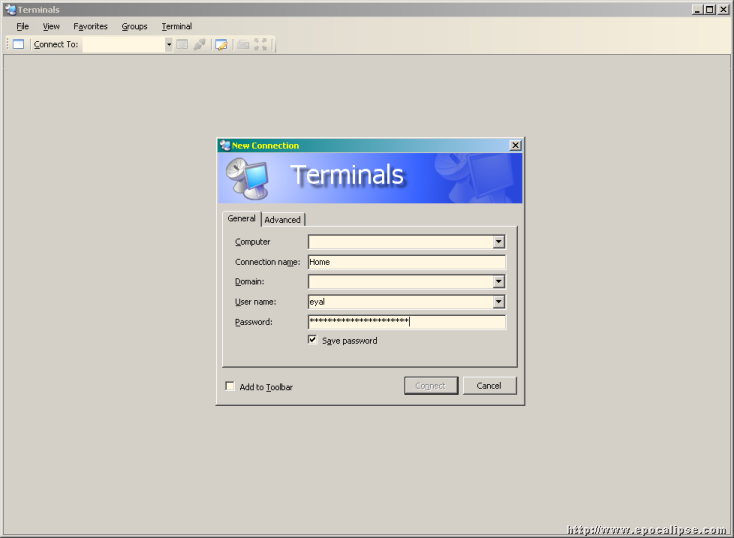 Terminals
File View Favorites Groups Terminal
Connect To:
New Connection
Terminals
General Advanced
Computer
Connection name: Home
Domain:
User name: eyal
Password: **********************
Save password
Add to Toolbar Connect Cancel
http://www.epocalipse.com